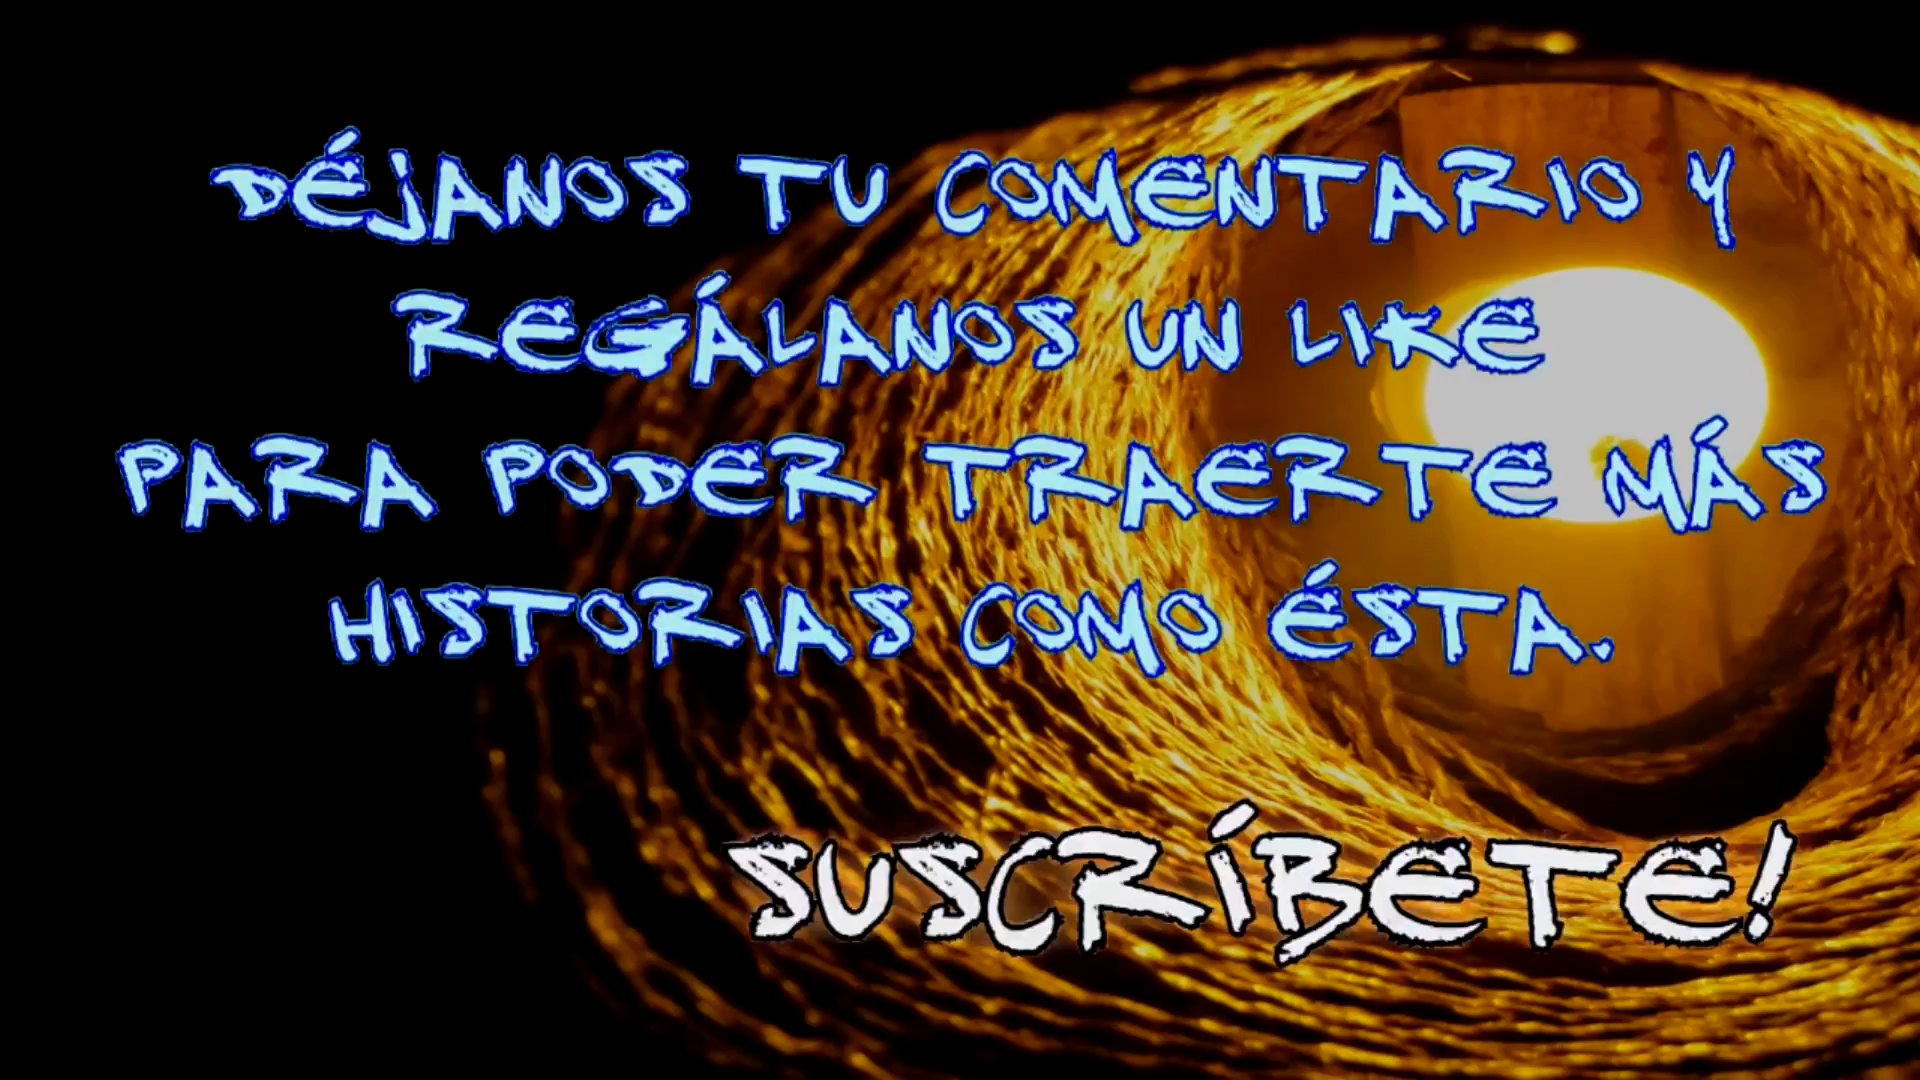 DÉJANOS TU COMENTARIO Y
REGÁLANOS UN LIKE
PARA PODER TRAERTE MÁS
HISTORIAS COMO ÉSTA.
SUSCRÍBETE!